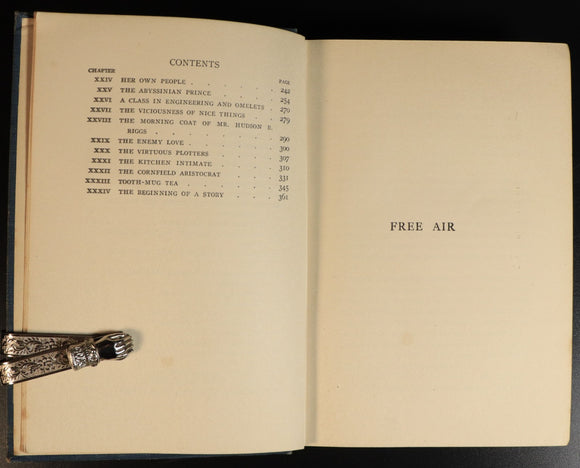 CONTENTS
CHAPTER PAGE
XXIV HER OWN PEOPLE . . . . . . 242
XXV THE ABYSSINIAN PRINCE . . . . 254
XXVI A CLASS IN ENGINEERING AND OMELETS . 270
XXVII THE VICIOUSNESS OF NICE THINGS . . . 279
XXVIII THE MORNING COAT OF MR. HUDSON B.
RIGGS . . . . . . . 290
XXIX THE ENEMY LOVE . . . . . . 300
XXX THE VIRTUOUS PLOTTERS . . . . 307
XXXI THE KITCHEN INTIMATE . . . . 310
XXXII THE CORNFIELD ARISTOCRAT . . . 331
XXXIII TOOTH-MUG TEA . . . . . . 345
XXXIV THE BEGINNING OF A STORY . . . 361
FREE AIR